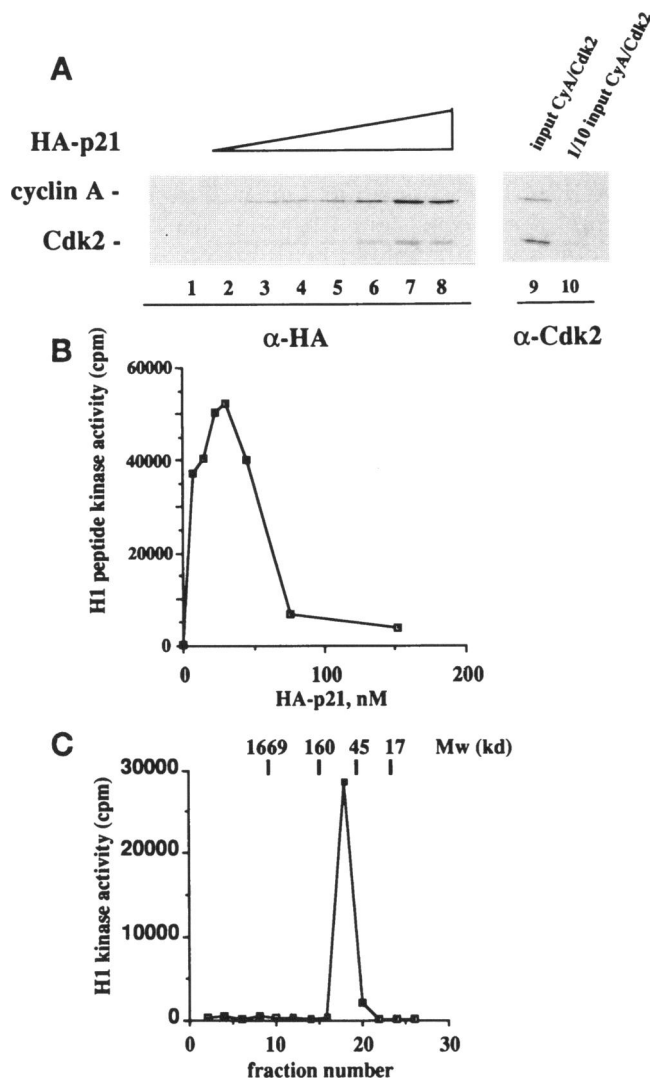 A
input CyA/Cdk2
1/10 input CyA/Cdk2
HA-p21
cyclin A -
Cdk2 -
1 2 3 4 5 6 7 8 9 10
α-HA α-Cdk2
B
H1 peptide kinase activity (cpm)
60000
40000
20000
0
0 100 200
HA-p21, nM
C
1669 160 45 17 Mw (kd)
H1 kinase activity (cpm)
30000
20000
10000
0
0 10 20 30
fraction number